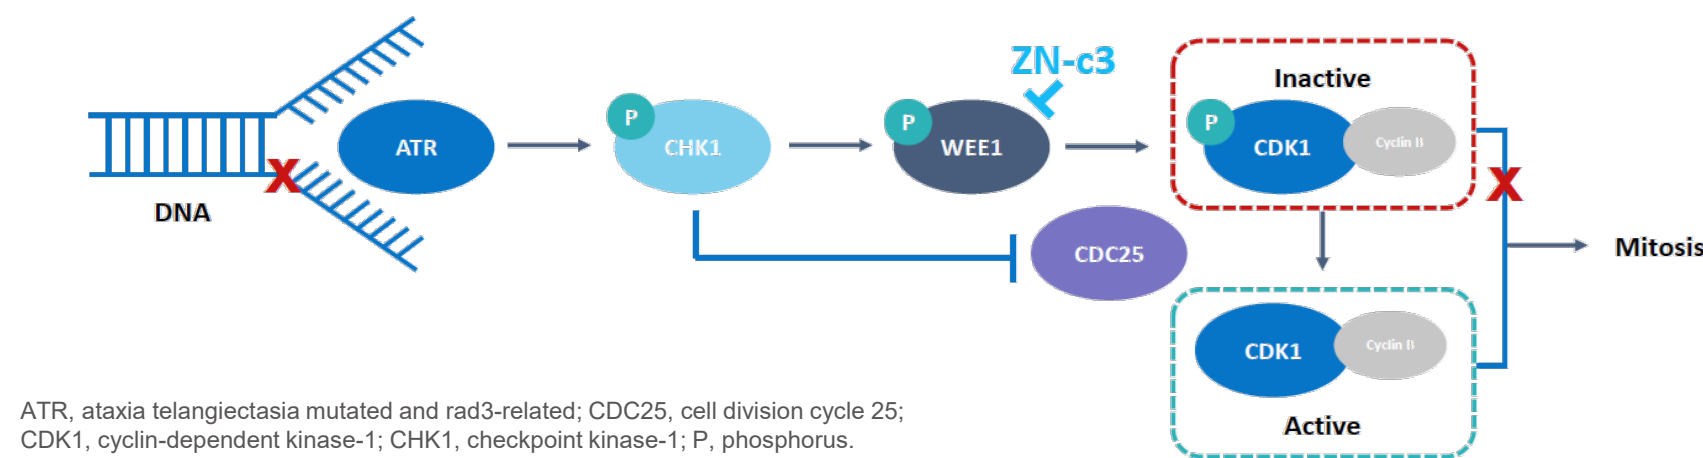 ZN-c3
Inactive
P
P
P
ATR
CHK1
WEE1
CDK1
Cyclin B
X
X
DNA
CDC25
Mitosis
CDK1
Cyclin B
Active
ATR, ataxia telangiectasia mutated and rad3-related; CDC25, cell division cycle 25;
CDK1, cyclin-dependent kinase-1; CHK1, checkpoint kinase-1; P, phosphorus.